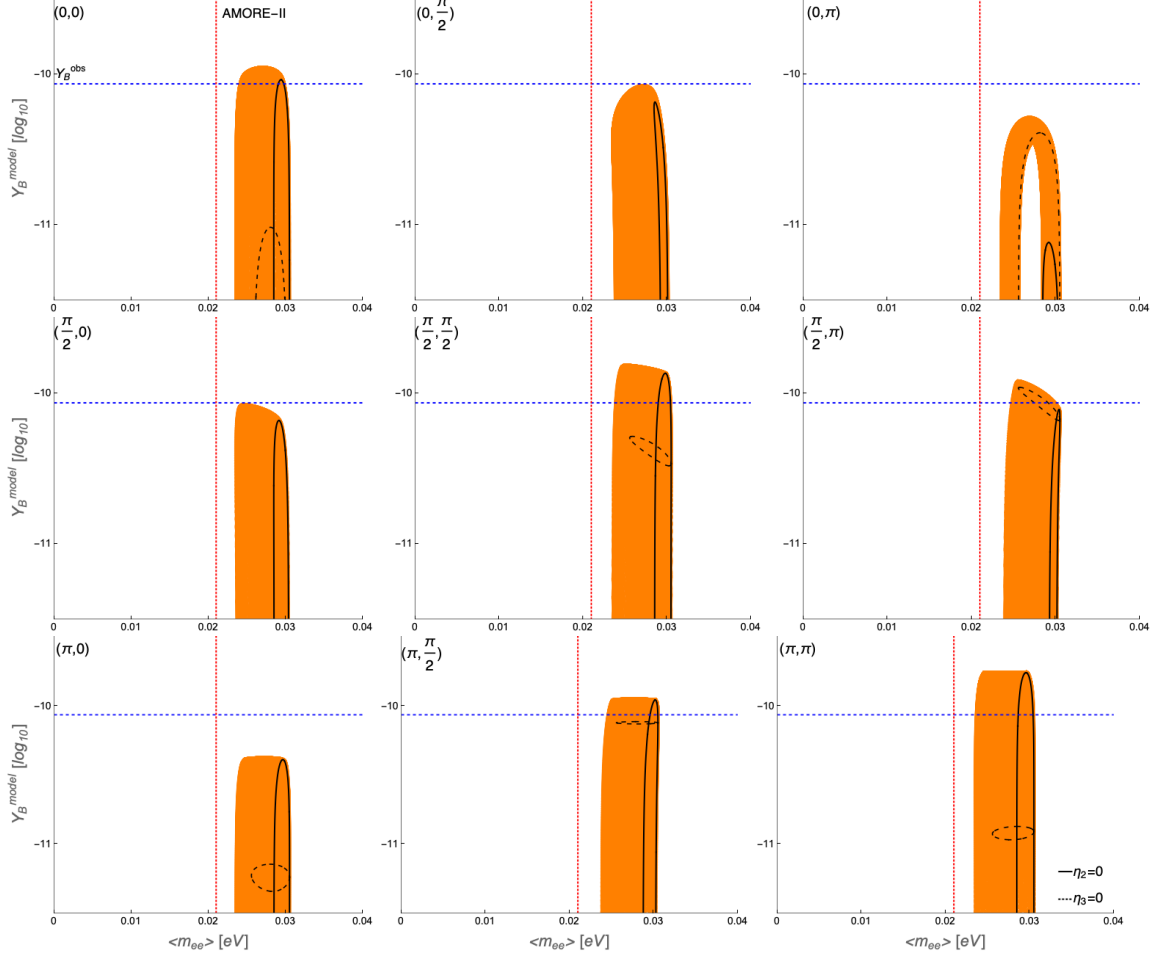 (0,0)
AMORE-II
(0,π/2)
(0,π)
Y_B^obs
Y_B^model [log_10]
−10
−11
0 0.01 0.02 0.03 0.04
−10
−11
0 0.01 0.02 0.03 0.04
−10
−11
0 0.01 0.02 0.03 0.04
(π/2,0)
(π/2,π/2)
(π/2,π)
Y_B^model [log_10]
−10
−11
0 0.01 0.02 0.03 0.04
−10
−11
0 0.01 0.02 0.03 0.04
−10
−11
0 0.01 0.02 0.03 0.04
(π,0)
(π,π/2)
(π,π)
Y_B^model [log_10]
−10
−11
0 0.01 0.02 0.03 0.04
<m_ee> [eV]
−10
−11
0 0.01 0.02 0.03 0.04
<m_ee> [eV]
−10
−11
η_2=0
η_3=0
0 0.01 0.02 0.03 0.04
<m_ee> [eV]